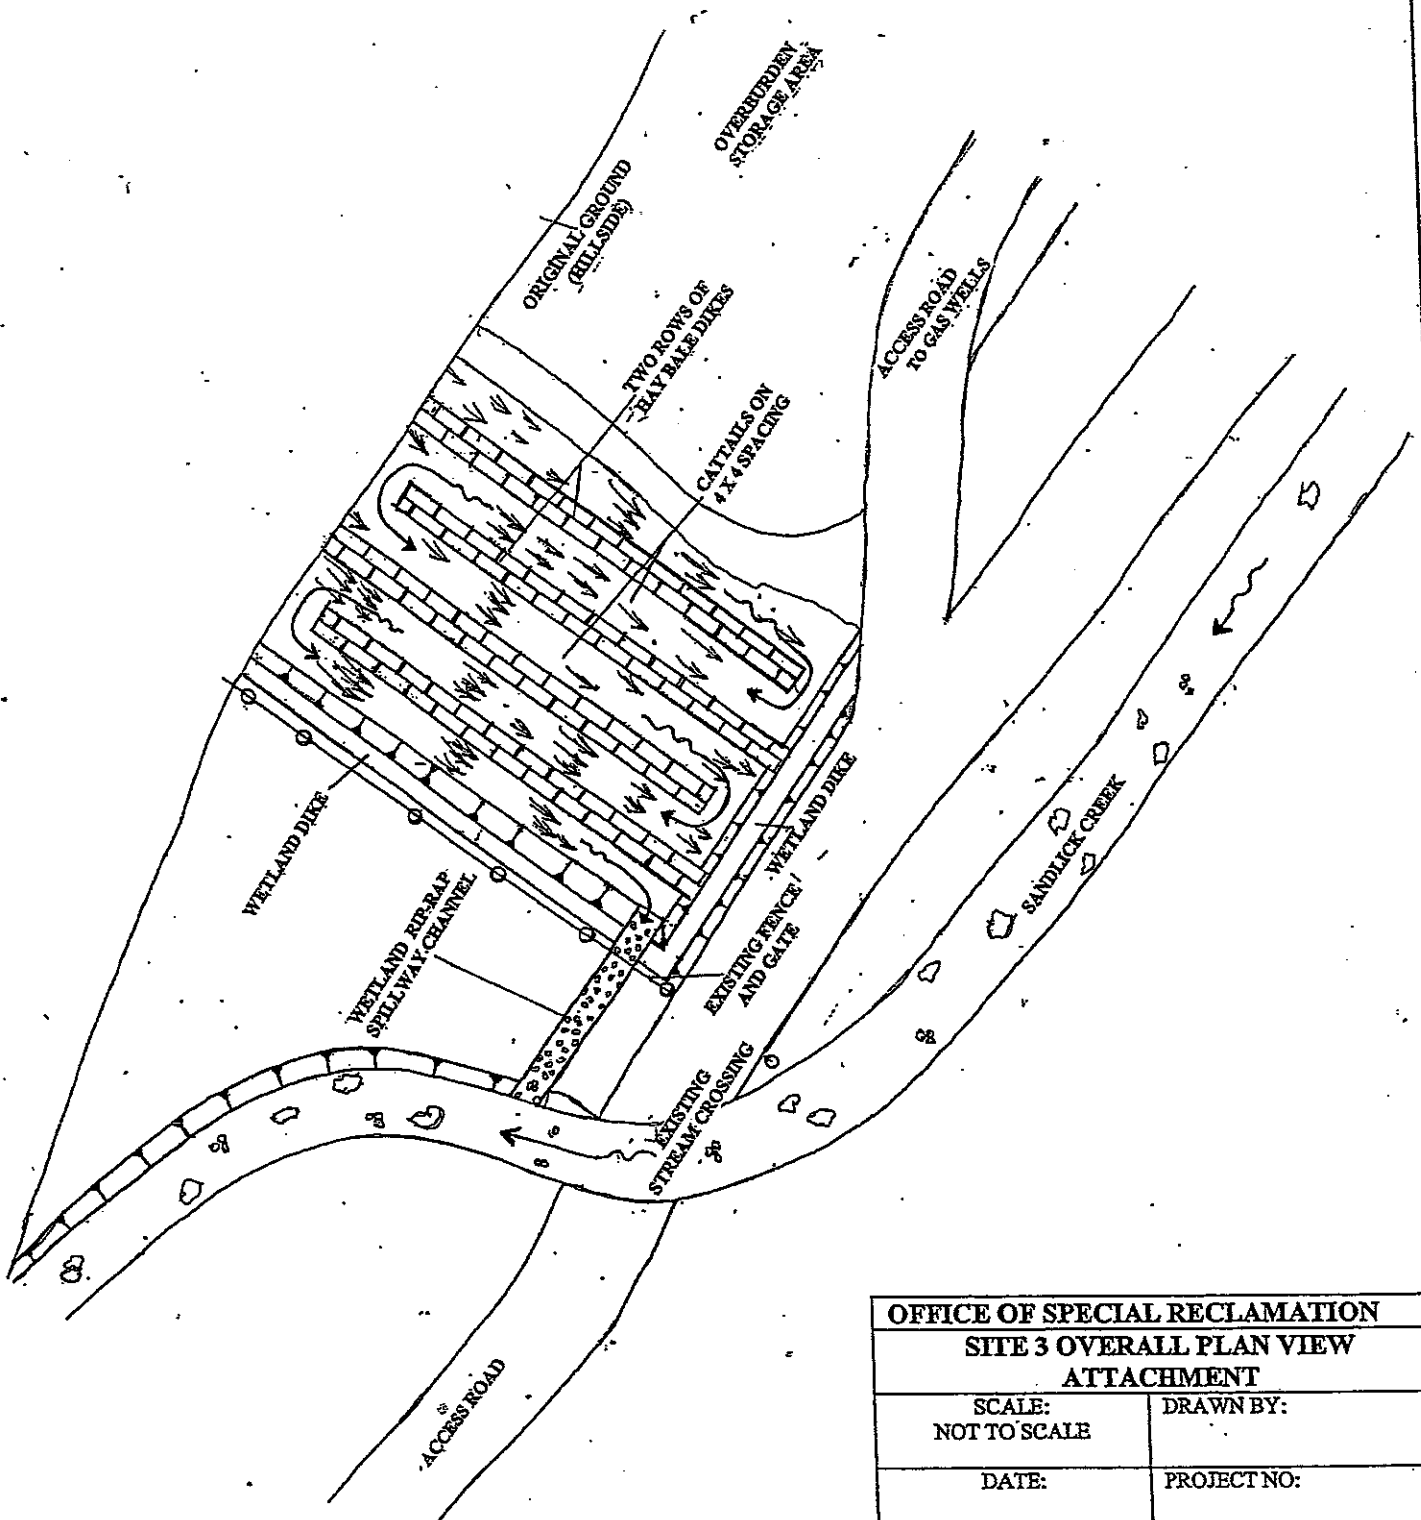 OVERBURDEN
STORAGE AREA
ORIGINAL GROUND
(HILLSIDE)
TWO ROWS OF
HAY BALE DIKES
ACCESS ROAD
TO GAS WELLS
CATTAILS ON
4 X 4 SPACING
WETLAND DIKE
WETLAND DIKE
SANDLICK CREEK
WETLAND RIP-RAP
SPILLWAY CHANNEL
EXISTING FENCE
AND GATE
EXISTING
STREAM CROSSING
ACCESS ROAD
OFFICE OF SPECIAL RECLAMATION
SITE 3 OVERALL PLAN VIEW
ATTACHMENT
SCALE:
NOT TO SCALE
DRAWN BY:
DATE:
PROJECT NO: